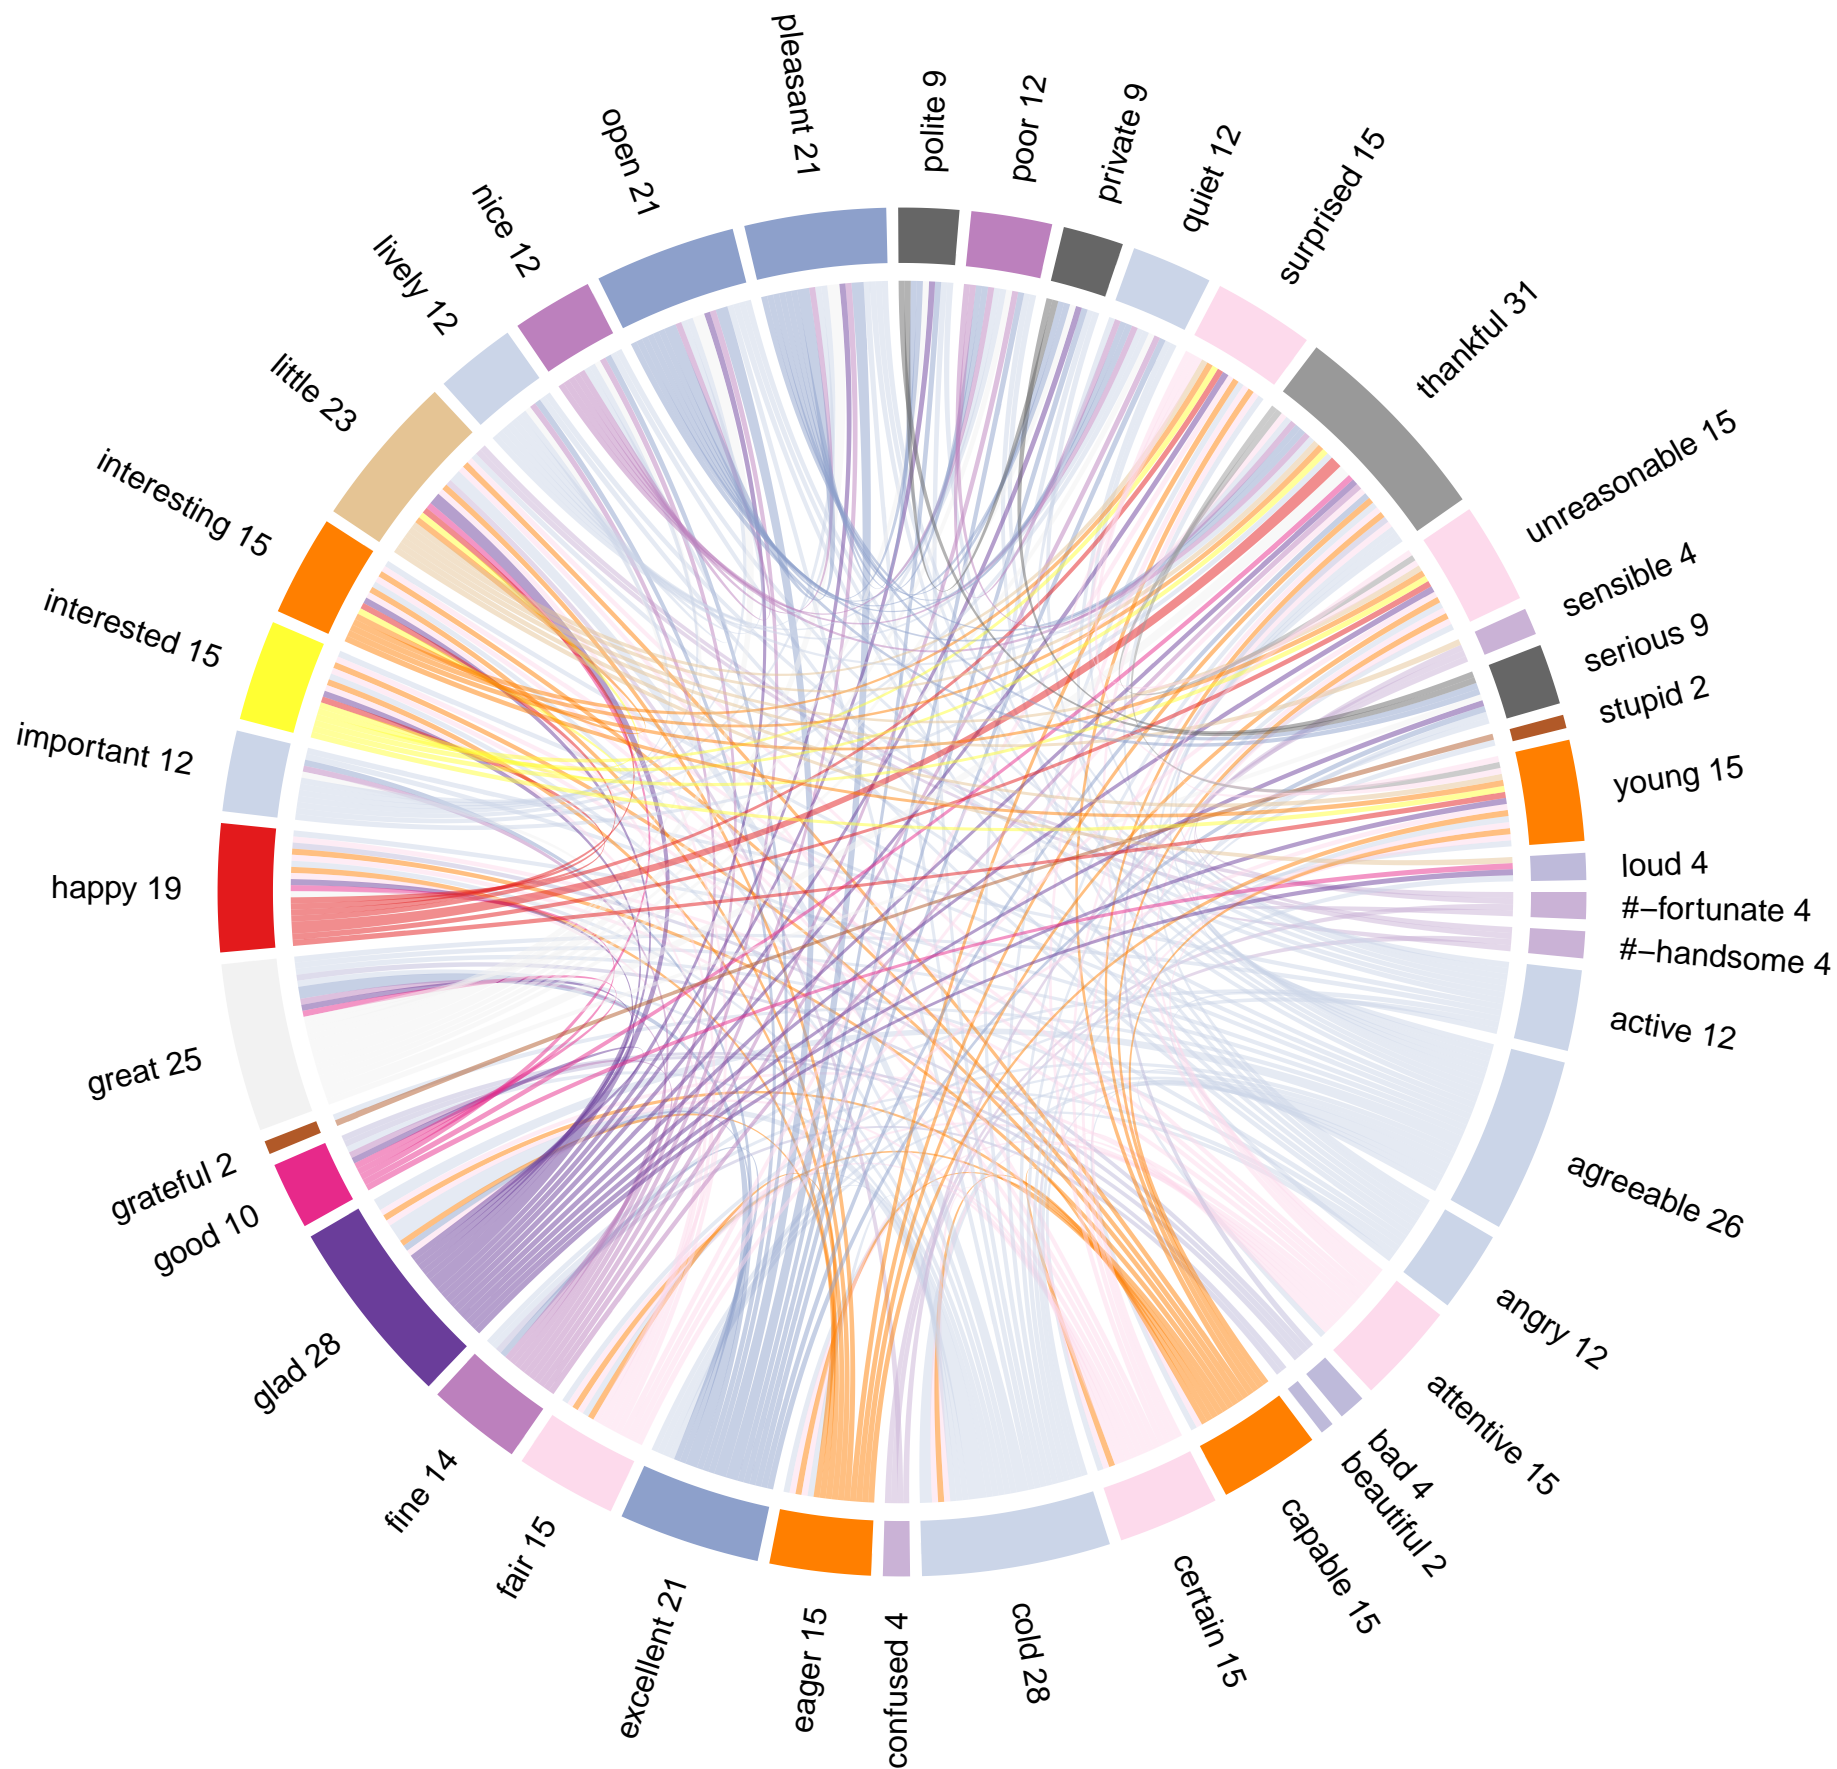 pleasant 21
polite 9
poor 12
private 9
quiet 12
surprised 15
thankful 31
unreasonable 15
sensible 4
serious 9
stupid 2
young 15
loud 4
#−fortunate 4
#−handsome 4
active 12
agreeable 26
angry 12
attentive 15
bad 4
beautiful 2
capable 15
certain 15
cold 28
confused 4
eager 15
excellent 21
fair 15
fine 14
glad 28
good 10
grateful 2
great 25
happy 19
important 12
interested 15
interesting 15
little 23
lively 12
nice 12
open 21